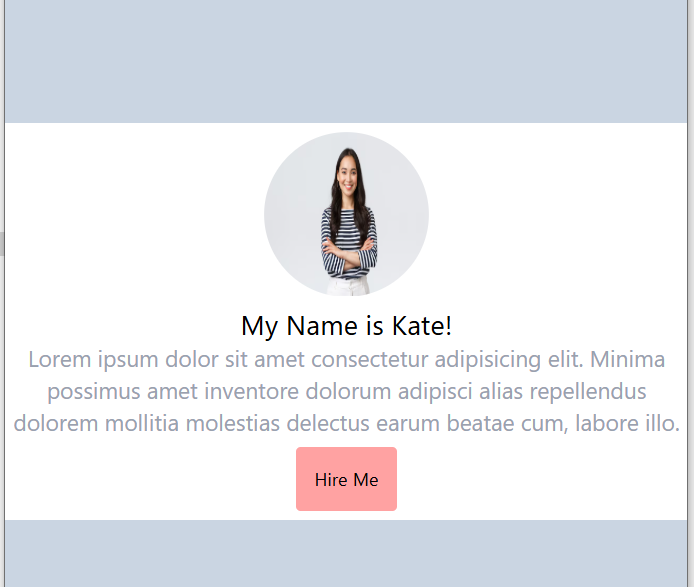 My Name is Kate!
Lorem ipsum dolor sit amet consectetur adipisicing elit. Minima
possimus amet inventore dolorum adipisci alias repellendus
dolorem mollitia molestias delectus earum beatae cum, labore illo.
Hire Me